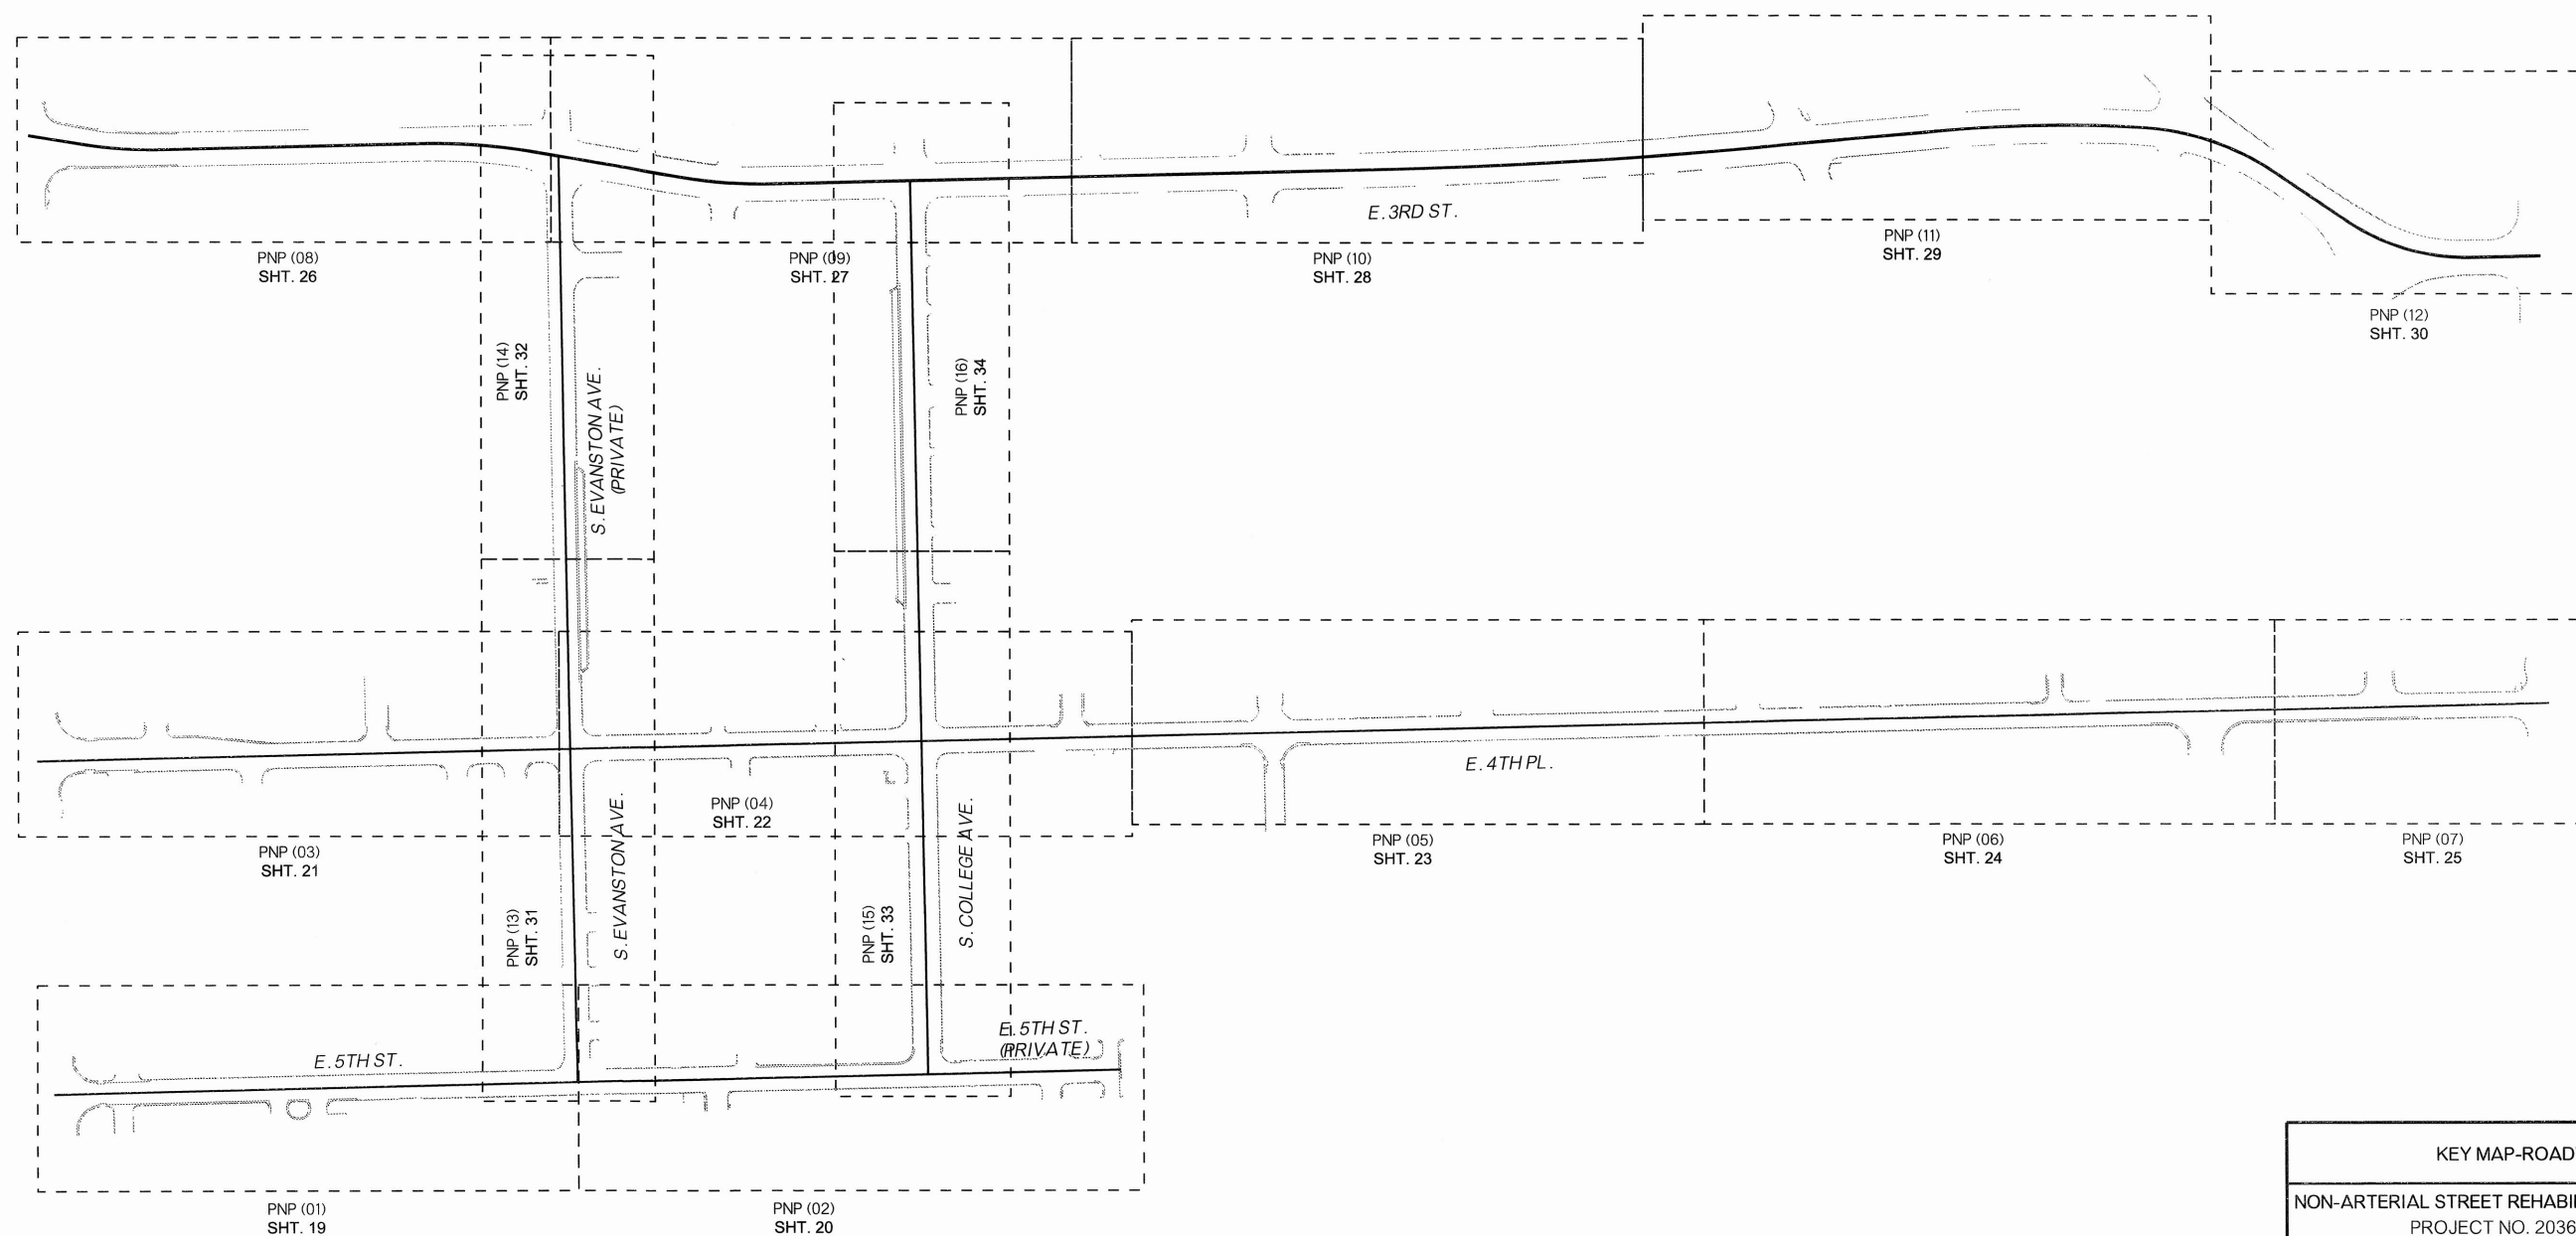 E. 3RD ST.
PNP (08)
SHT. 26
PNP (09)
SHT. 27
PNP (10)
SHT. 28
PNP (11)
SHT. 29
PNP (12)
SHT. 30
PNP (14)
SHT. 32
S. EVANSTON AVE.
(PRIVATE)
PNP (16)
SHT. 34
E. 4TH PL.
PNP (03)
SHT. 21
PNP (04)
SHT. 22
PNP (05)
SHT. 23
PNP (06)
SHT. 24
PNP (07)
SHT. 25
PNP (13)
SHT. 31
S. EVANSTON AVE.
PNP (15)
SHT. 33
S. COLLEGE AVE.
E. 5TH ST.
E. 5TH ST.
(PRIVATE)
PNP (01)
SHT. 19
PNP (02)
SHT. 20
KEY MAP-ROAD
NON-ARTERIAL STREET REHABI
PROJECT NO. 2036